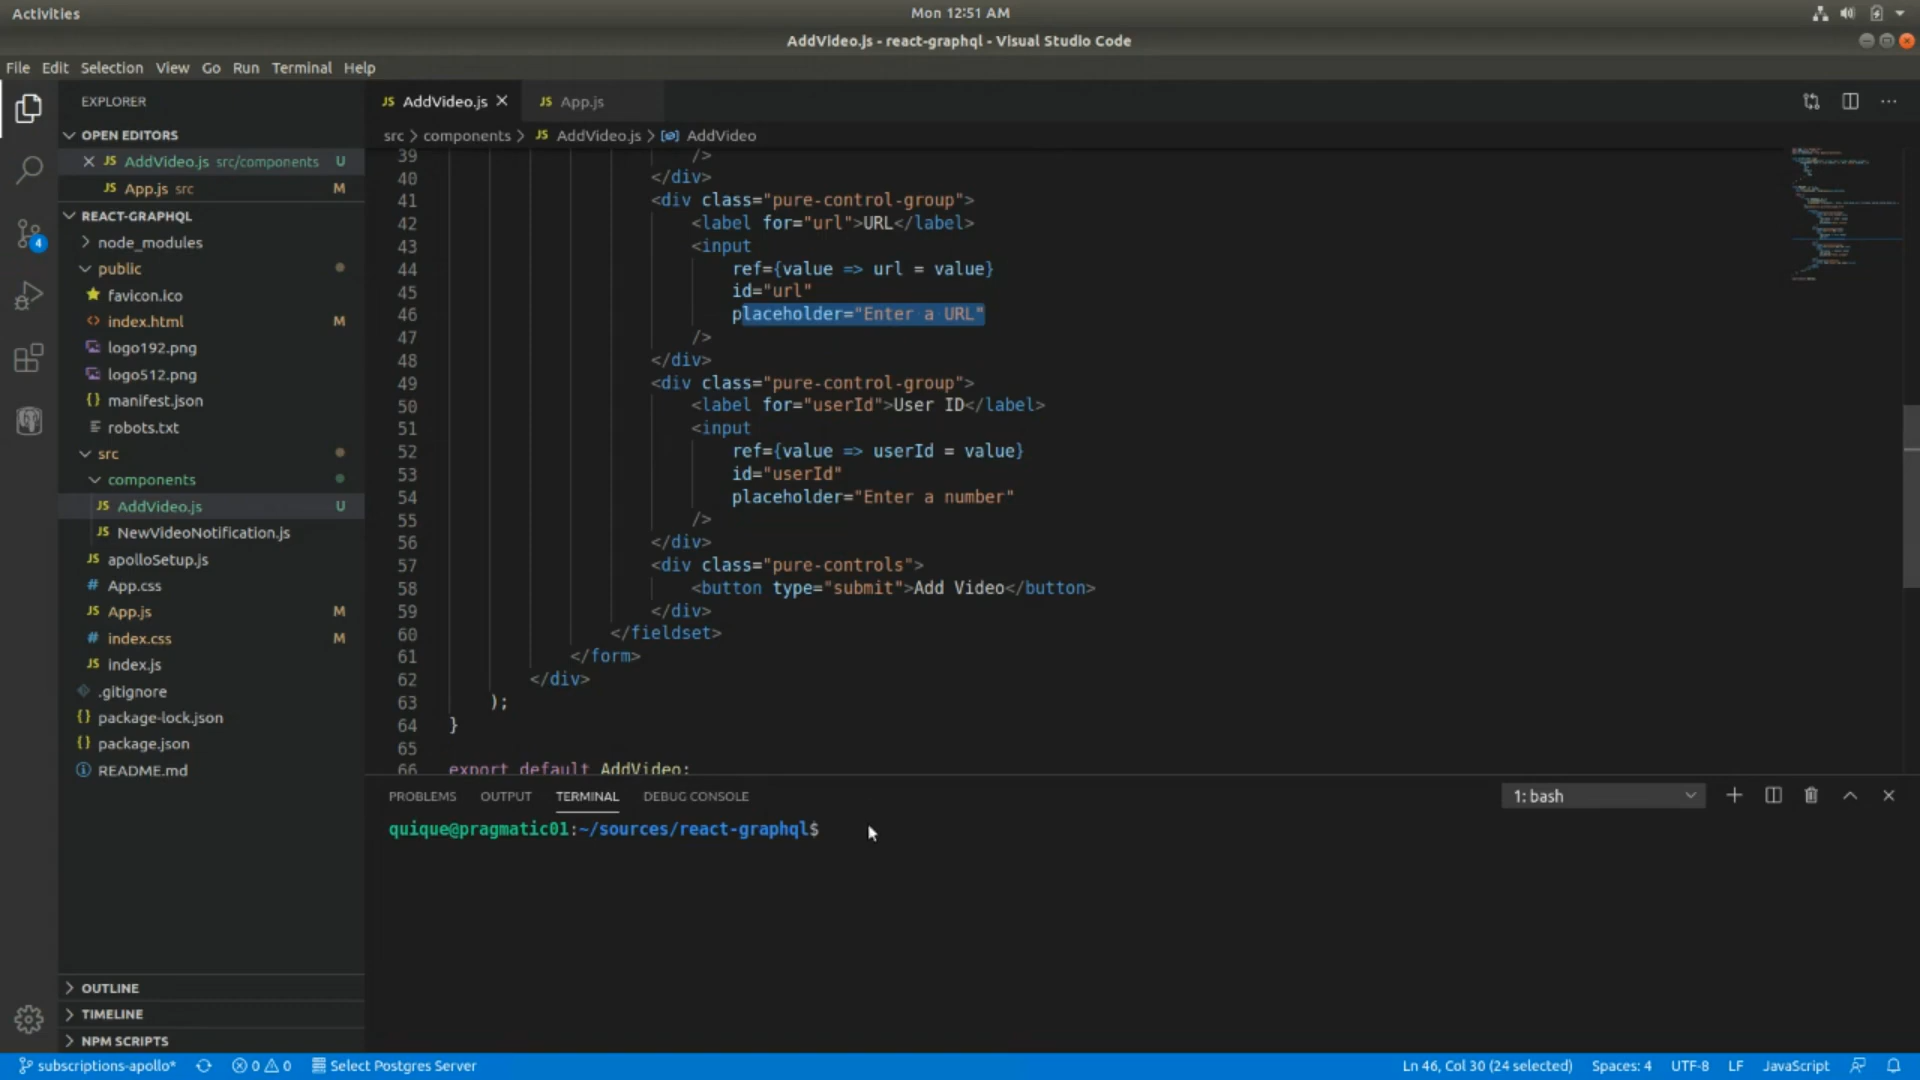 Activities
Mon 12:51 AM
AddVideo.js - react-graphql - Visual Studio Code
File Edit Selection View Go Run Terminal Help
EXPLORER
OPEN EDITORS
JS AddVideo.js src/components U
JS App.js src M
REACT-GRAPHQL
node_modules
public
favicon.ico
<> index.html M
logo192.png
logo512.png
{} manifest.json
robots.txt
src
components
JS AddVideo.js U
JS NewVideoNotification.js
JS apolloSetup.js
# App.css
JS App.js M
# index.css M
JS index.js
.gitignore
{} package-lock.json
{} package.json
README.md
OUTLINE
TIMELINE
NPM SCRIPTS
4
JS AddVideo.js JS App.js
src > components > JS AddVideo.js > AddVideo
39 />
40 </div>
41 <div class="pure-control-group">
42 <label for="url">URL</label>
43 <input
44 ref={value => url = value}
45 id="url"
46 placeholder="Enter a URL"
47 />
48 </div>
49 <div class="pure-control-group">
50 <label for="userId">User ID</label>
51 <input
52 ref={value => userId = value}
53 id="userId"
54 placeholder="Enter a number"
55 />
56 </div>
57 <div class="pure-controls">
58 <button type="submit">Add Video</button>
59 </div>
60 </fieldset>
61 </form>
62 </div>
63 );
64 }
65
66 export default AddVideo;
PROBLEMS OUTPUT TERMINAL DEBUG CONSOLE
1: bash
quique@pragmatic01:~/sources/react-graphql$
subscriptions-apollo* 0 0 Select Postgres Server
Ln 46, Col 30 (24 selected) Spaces: 4 UTF-8 LF JavaScript